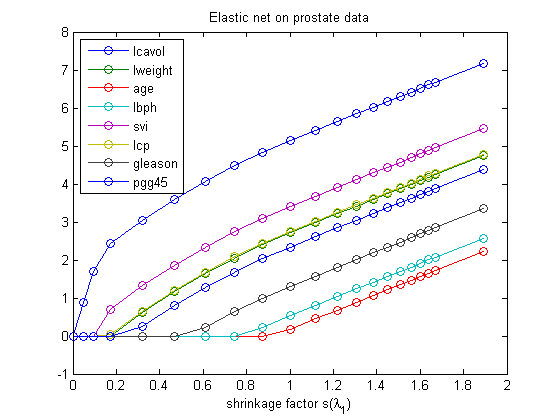 Elastic net on prostate data
8
7
6
5
4
3
2
1
0
-1
lcavol
lweight
age
lbph
svi
lcp
gleason
pgg45
0 0.2 0.4 0.6 0.8 1 1.2 1.4 1.6 1.8 2
shrinkage factor s(λ1)